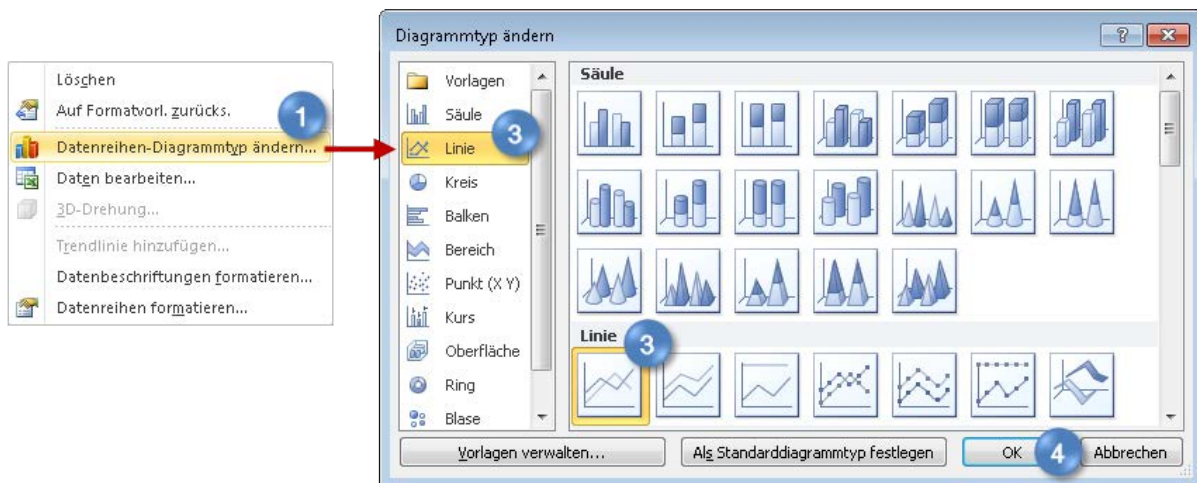 Löschen
Auf Formatvorl. zurücks.
1
Datenreihen-Diagrammtyp ändern...
Daten bearbeiten...
3D-Drehung...
Trendlinie hinzufügen...
Datenbeschriftungen formatieren...
Datenreihen formatieren...
Diagrammtyp ändern
Vorlagen
Säule
3
Linie
Kreis
Balken
Bereich
Punkt (X Y)
Kurs
Oberfläche
Ring
Blase
Säule
Linie
3
Vorlagen verwalten...
Als Standarddiagrammtyp festlegen
OK
4
Abbrechen